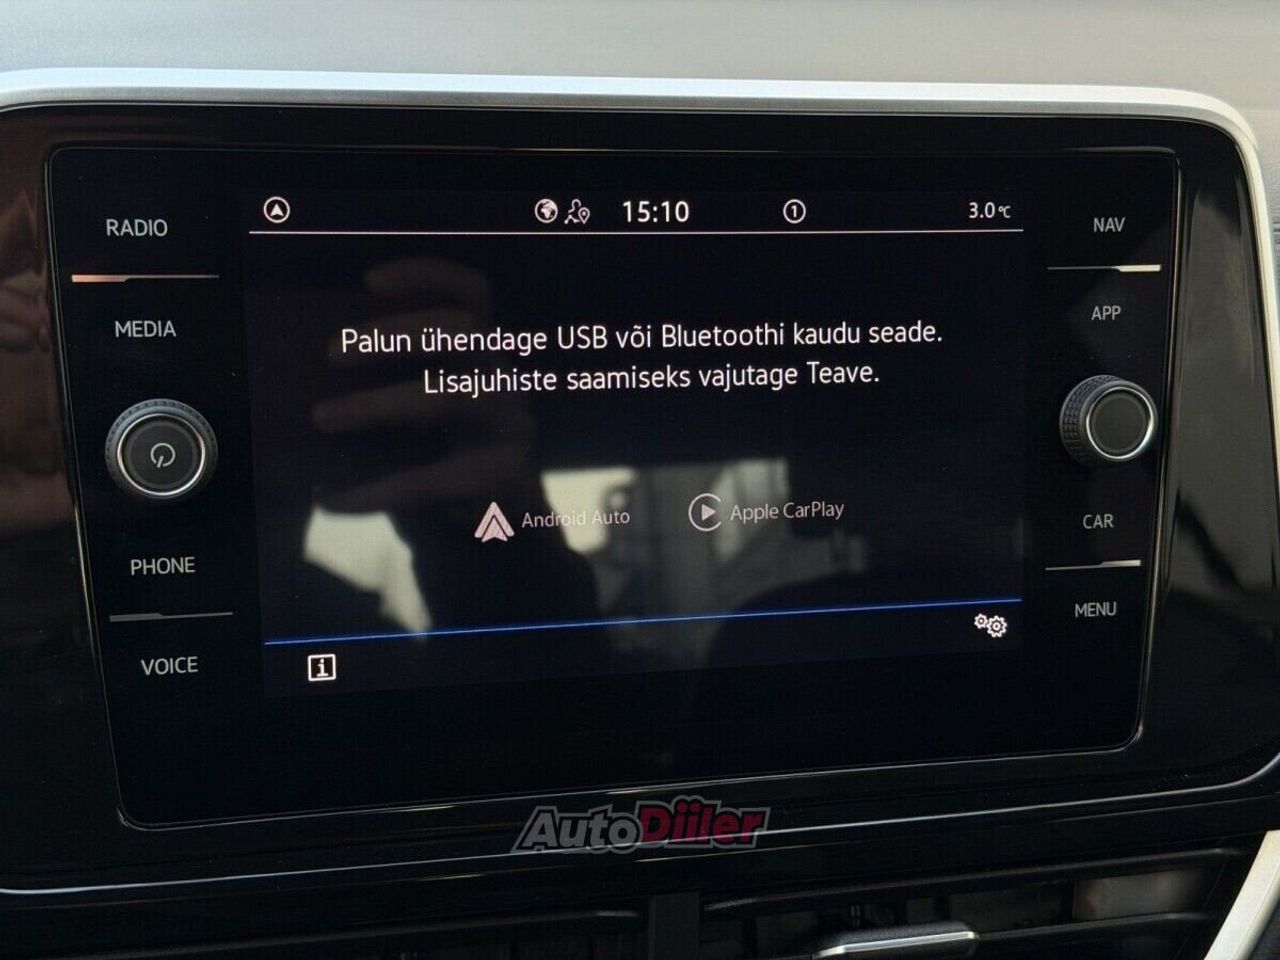 15:10
1
3.0°C
RADIO
MEDIA
PHONE
VOICE
Palun ühendage USB või Bluetoothi kaudu seade.
Lisajuhiste saamiseks vajutage Teave.
Android Auto
Apple CarPlay
i
NAV
APP
CAR
MENU
AutoDiiler